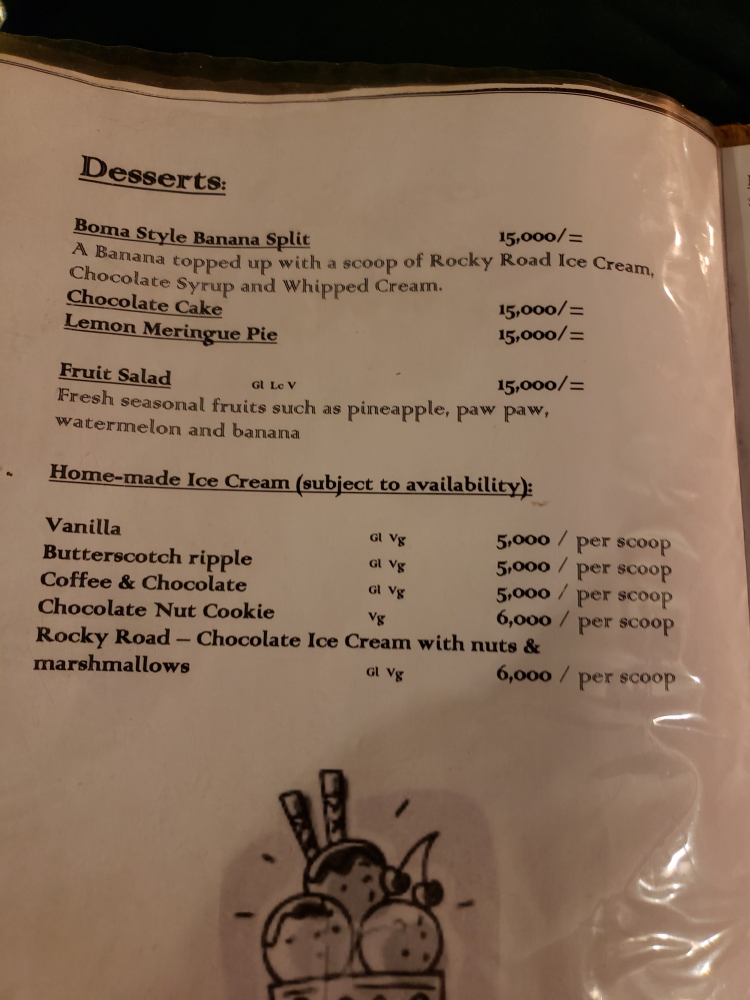 Desserts:
Boma Style Banana Split 15,000/=
A Banana topped up with a scoop of Rocky Road Ice Cream,
Chocolate Syrup and Whipped Cream.
Chocolate Cake 15,000/=
Lemon Meringue Pie 15,000/=
Fruit Salad Gl Lc V 15,000/=
Fresh seasonal fruits such as pineapple, paw paw,
watermelon and banana
Home-made Ice Cream (subject to availability):
Vanilla Gl Vg 5,000 / per scoop
Butterscotch ripple Gl Vg 5,000 / per scoop
Coffee & Chocolate Gl Vg 5,000 / per scoop
Chocolate Nut Cookie Vg 6,000 / per scoop
Rocky Road – Chocolate Ice Cream with nuts &
marshmallows Gl Vg 6,000 / per scoop